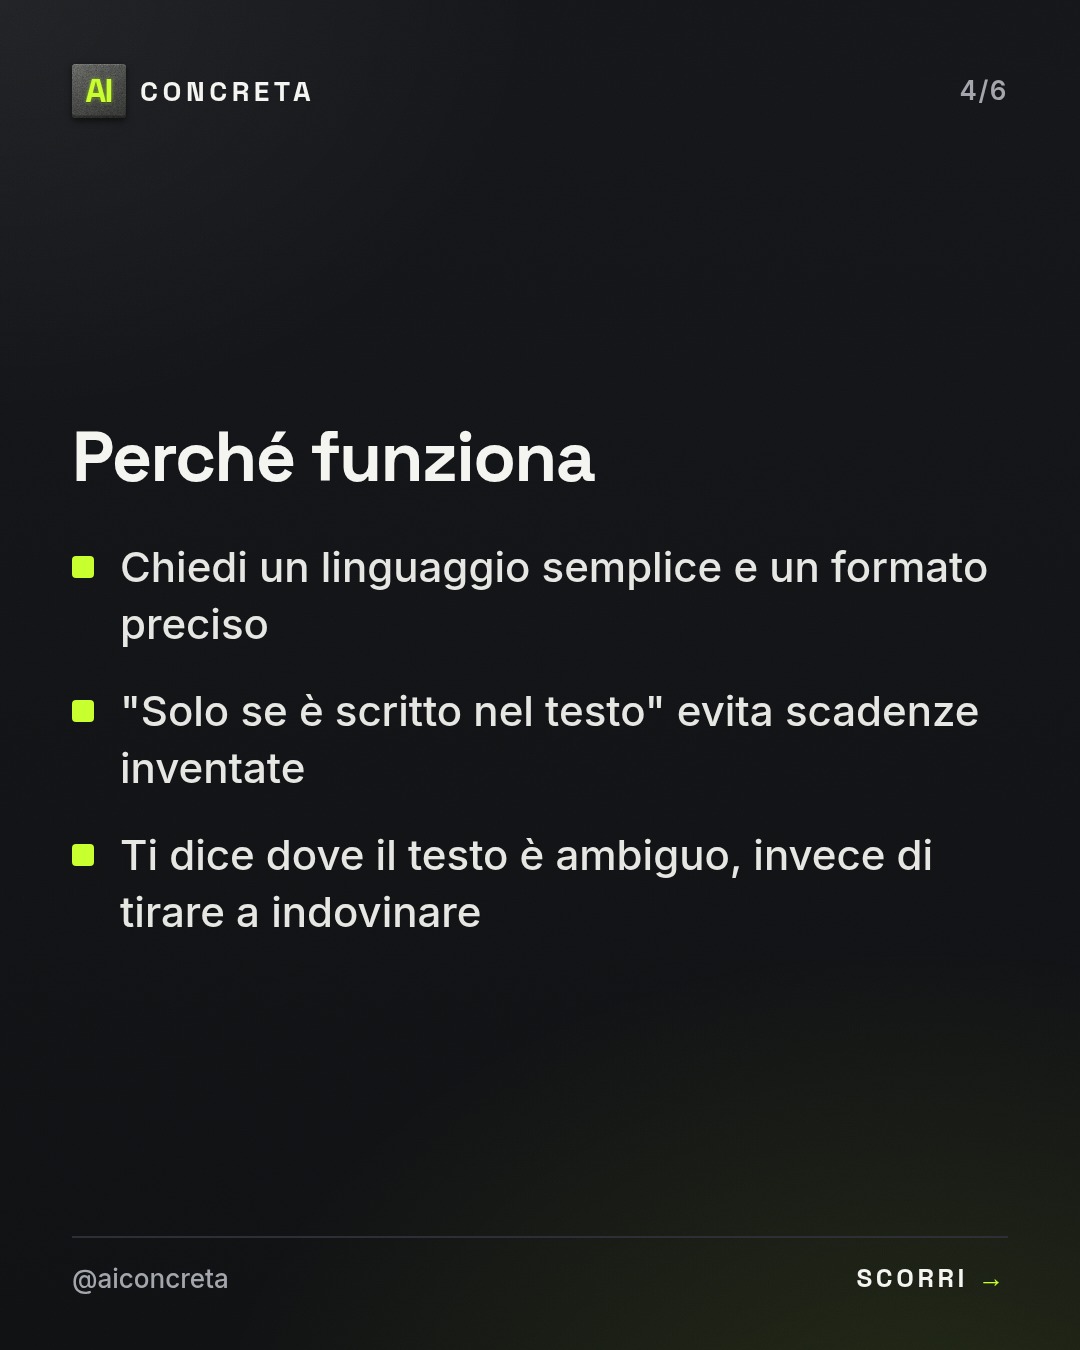 AI CONCRETA
4/6
Perché funziona
Chiedi un linguaggio semplice e un formato
preciso
"Solo se è scritto nel testo" evita scadenze
inventate
Ti dice dove il testo è ambiguo, invece di
tirare a indovinare
@aiconcreta
SCORRI →